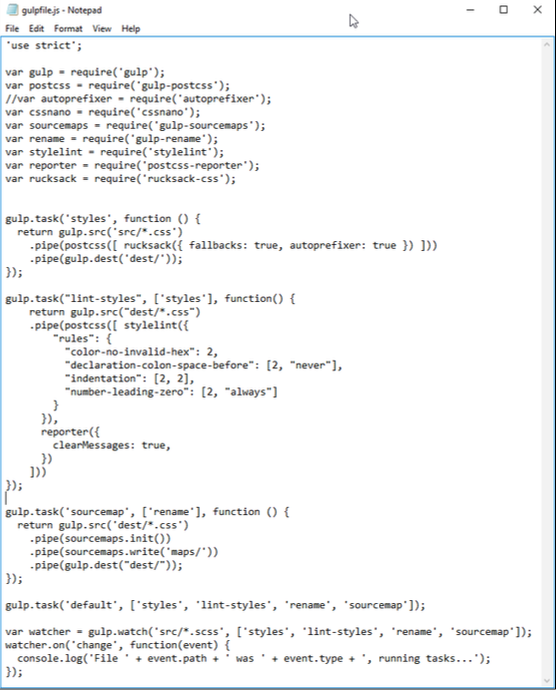 gulpfile.js - Notepad
File Edit Format View Help
'use strict';
var gulp = require('gulp');
var postcss = require('gulp-postcss');
//var autoprefixer = require('autoprefixer');
var cssnano = require('cssnano');
var sourcemaps = require('gulp-sourcemaps');
var rename = require('gulp-rename');
var stylelint = require('stylelint');
var reporter = require('postcss-reporter');
var rucksack = require('rucksack-css');
gulp.task('styles', function () {
  return gulp.src('src/*.css')
    .pipe(postcss([ rucksack({ fallbacks: true, autoprefixer: true }) ]))
    .pipe(gulp.dest('dest/'));
});
gulp.task("lint-styles", ['styles'], function() {
    return gulp.src("dest/*.css")
    .pipe(postcss([ stylelint({
        "rules": {
          "color-no-invalid-hex": 2,
          "declaration-colon-space-before": [2, "never"],
          "indentation": [2, 2],
          "number-leading-zero": [2, "always"]
        }
      }),
      reporter({
        clearMessages: true,
      })
    ]))
});
gulp.task('sourcemap', ['rename'], function () {
  return gulp.src('dest/*.css')
    .pipe(sourcemaps.init())
    .pipe(sourcemaps.write('maps/'))
    .pipe(gulp.dest("dest/"));
});
gulp.task('default', ['styles', 'lint-styles', 'rename', 'sourcemap']);
var watcher = gulp.watch('src/*.scss', ['styles', 'lint-styles', 'rename', 'sourcemap']);
watcher.on('change', function(event) {
  console.log('File ' + event.path + ' was ' + event.type + ', running tasks...');
});